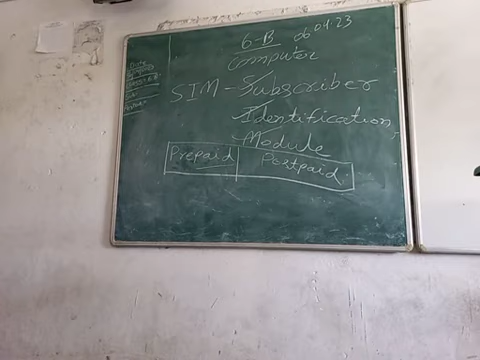 6-B 06.04.23
Computer
SIM - Subscriber
Identification
Module
Prepaid Postpaid